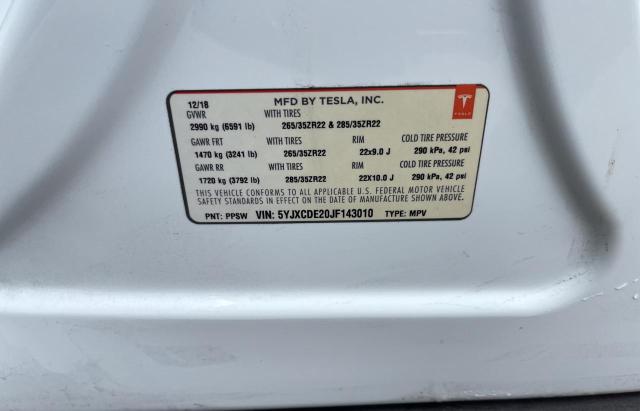 12/18 MFD BY TESLA, INC.
GVWR WITH TIRES
2990 kg (6591 lb) 265/35ZR22 & 285/35ZR22
GAWR FRT WITH TIRES RIM COLD TIRE PRESSURE
1470 kg (3241 lb) 265/35ZR22 22x9.0 J 290 kPa, 42 psi
GAWR RR WITH TIRES RIM COLD TIRE PRESSURE
1720 kg (3792 lb) 285/35ZR22 22X10.0 J 290 kPa, 42 psi
THIS VEHICLE CONFORMS TO ALL APPLICABLE U.S. FEDERAL MOTOR VEHICLE
SAFETY STANDARDS IN EFFECT ON THE DATE OF MANUFACTURE SHOWN ABOVE.
PNT: PPSW VIN: 5YJXCDE20JF143010 TYPE: MPV
TESLA